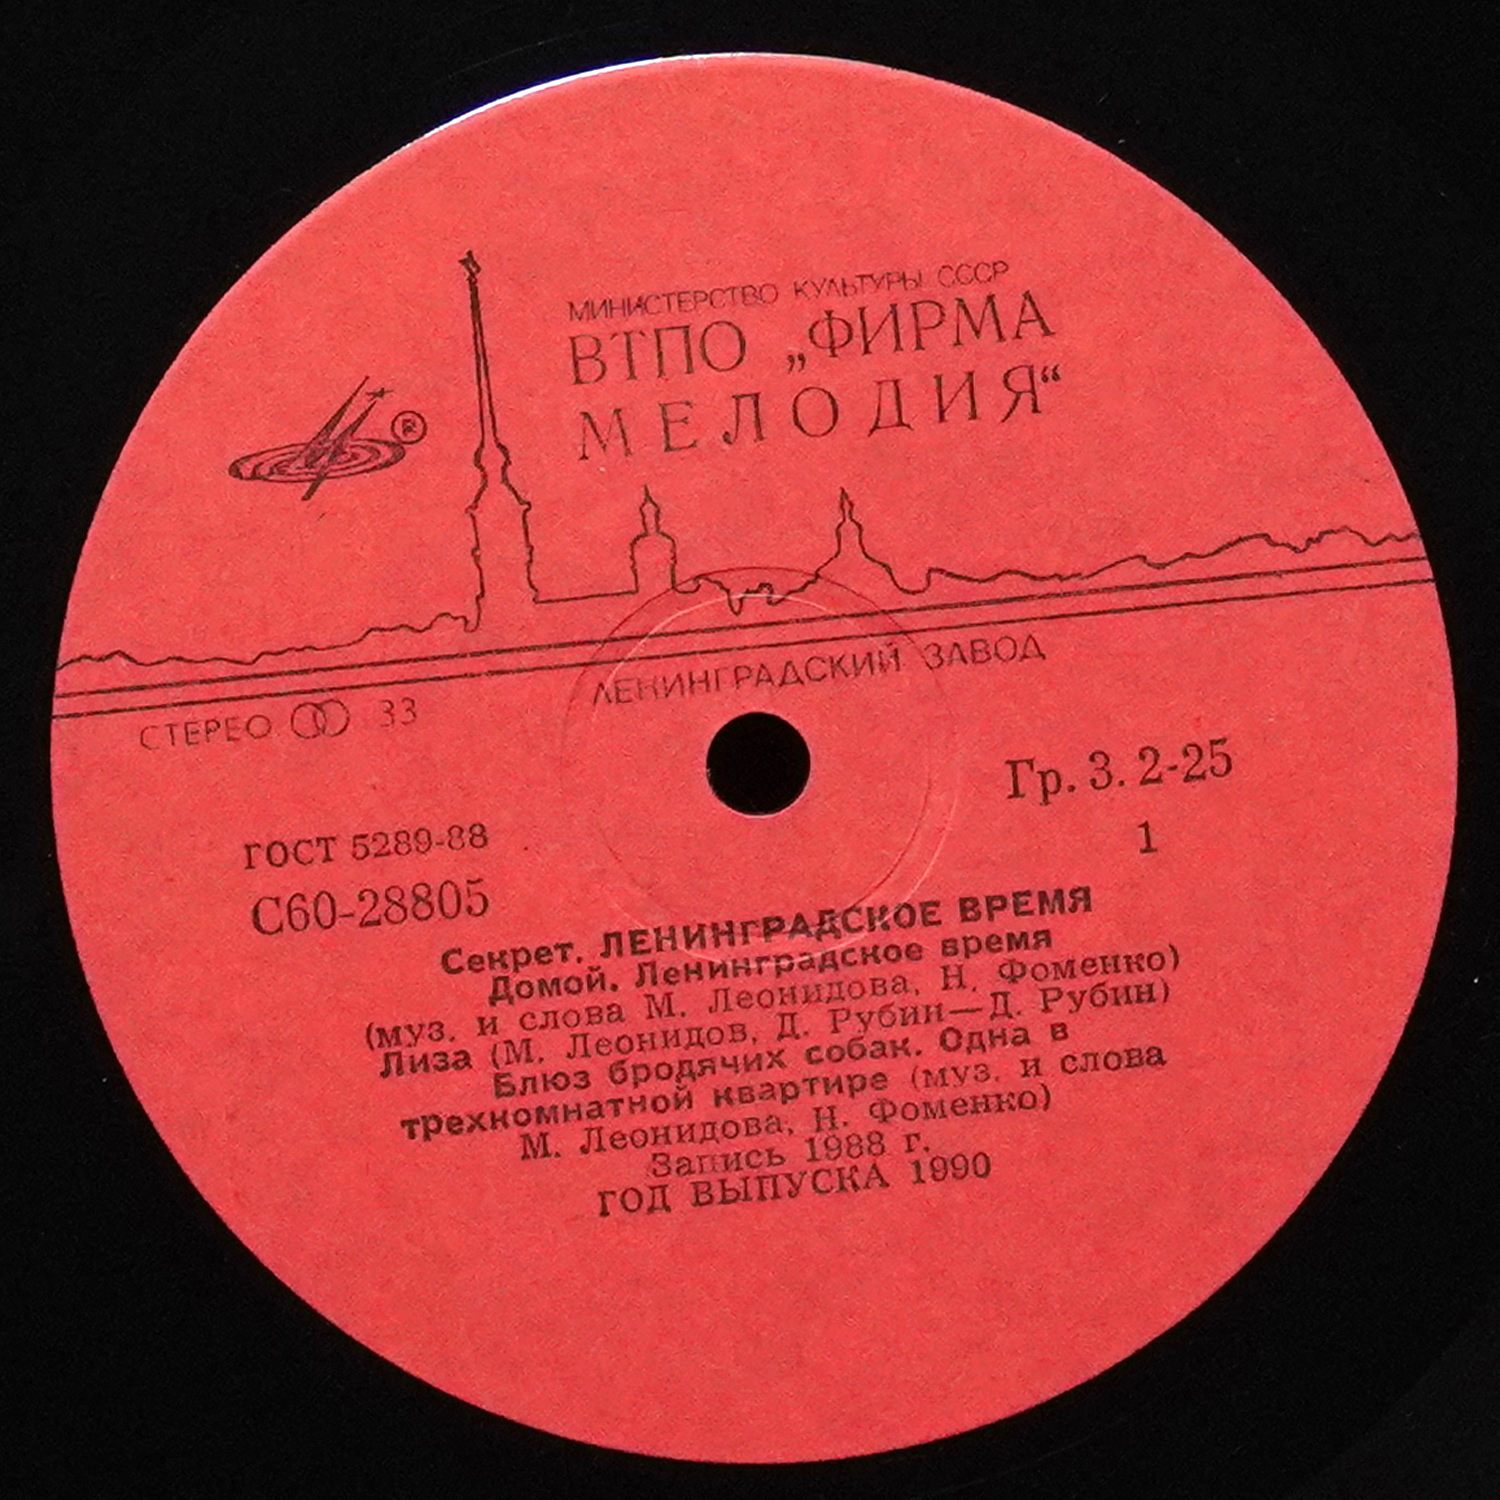 МИНИСТЕРСТВО КУЛЬТУРЫ СССР
ВТПО „ФИРМА
МЕЛОДИЯ“
®
ЛЕНИНГРАДСКИЙ ЗАВОД
СТЕРЕО 33
Гр. 3. 2-25
ГОСТ 5289-88
1
С60-28805
Секрет. ЛЕНИНГРАДСКОЕ ВРЕМЯ
Домой. Ленинградское время
(муз. и слова М. Леонидова, Н. Фоменко)
Лиза (М. Леонидов, Д. Рубин—Д. Рубин)
Блюз бродячих собак. Одна в
трехкомнатной квартире (муз. и слова
М. Леонидова, Н. Фоменко)
Запись 1988 г.
ГОД ВЫПУСКА 1990